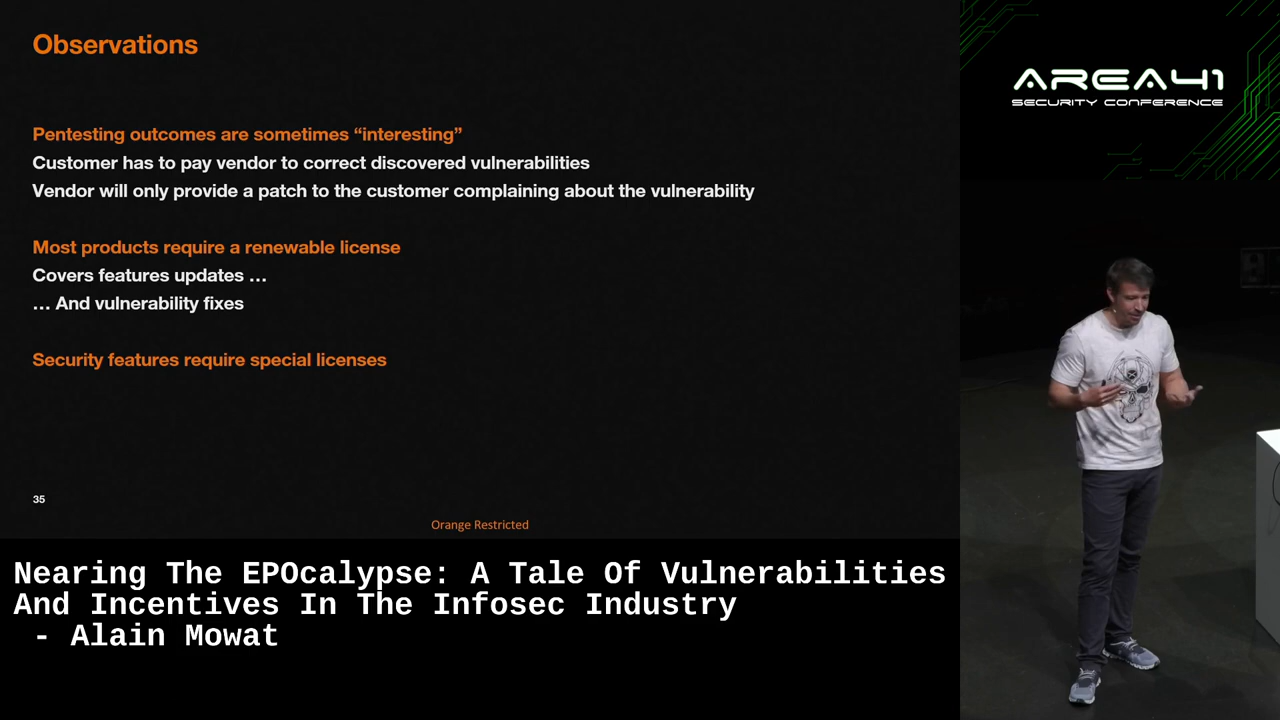 Observations
Pentesting outcomes are sometimes “interesting”
Customer has to pay vendor to correct discovered vulnerabilities
Vendor will only provide a patch to the customer complaining about the vulnerability
Most products require a renewable license
Covers features updates …
… And vulnerability fixes
Security features require special licenses
35
Orange Restricted
Nearing The EPOcalypse: A Tale Of Vulnerabilities
And Incentives In The Infosec Industry
- Alain Mowat
AREA41
SECURITY CONFERENCE